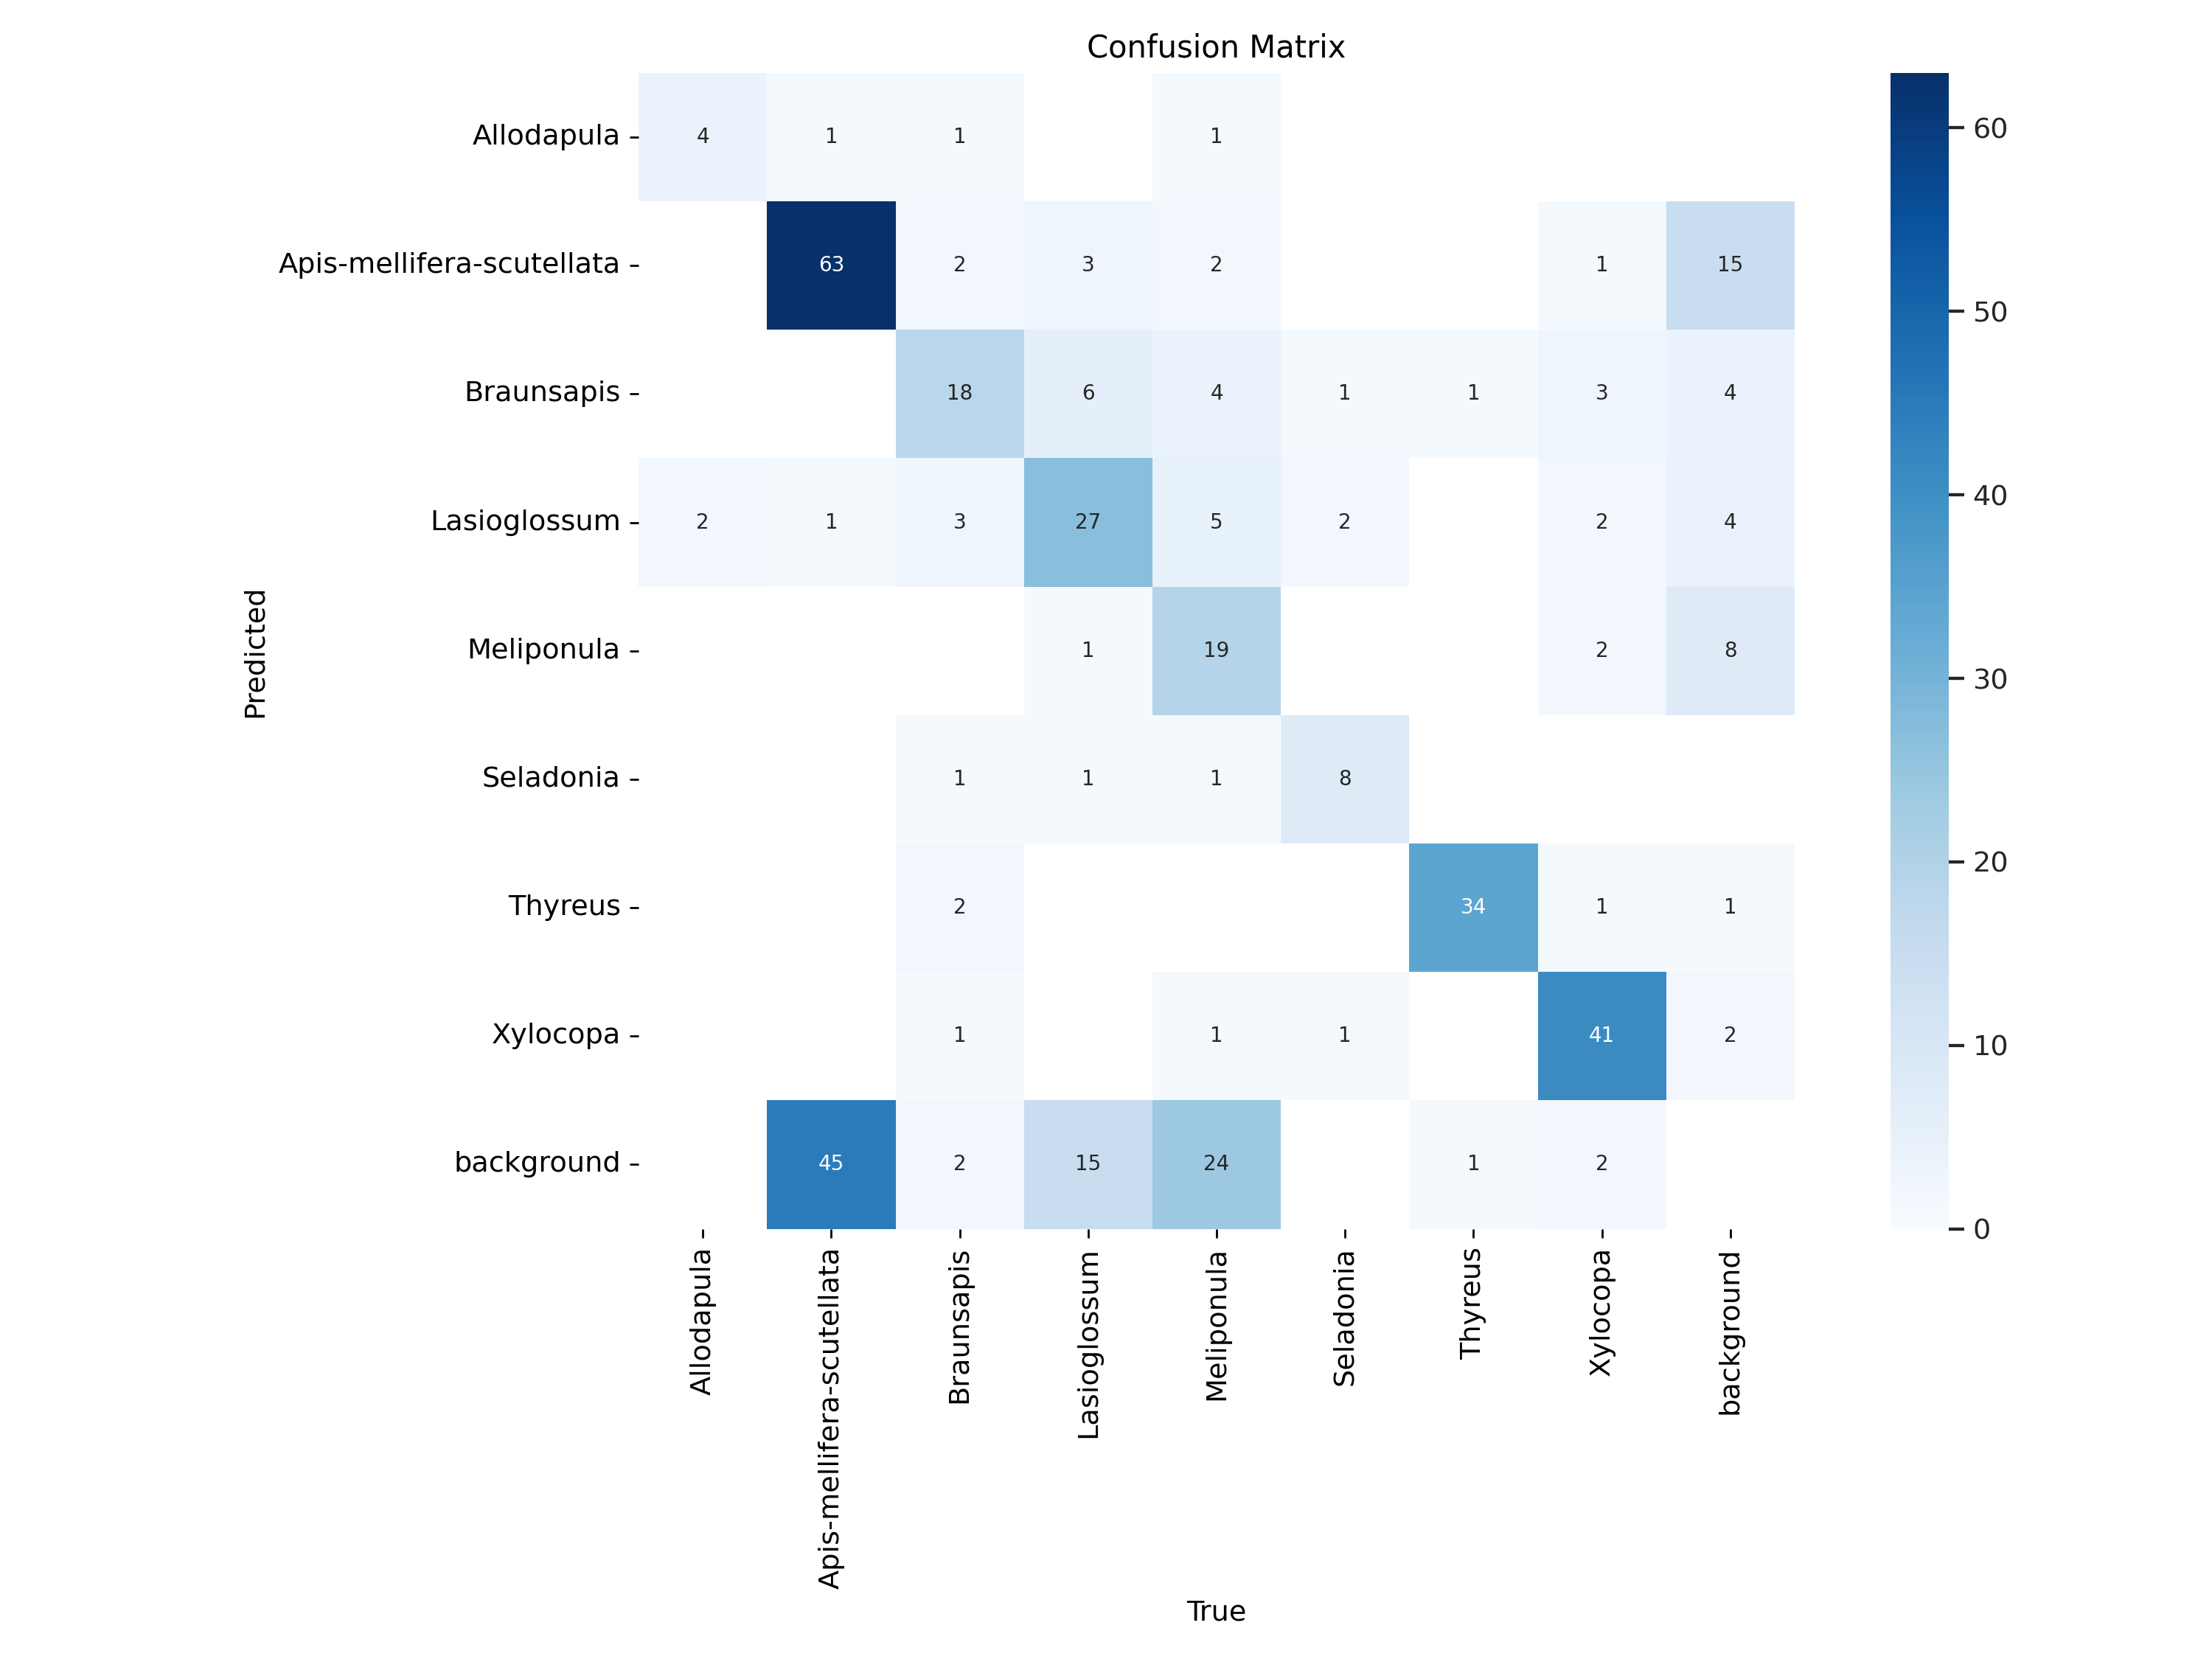 Confusion Matrix
Allodapula 4 1 1 1
Apis-mellifera-scutellata 63 2 3 2 1 15
Braunsapis 18 6 4 1 1 3 4
Lasioglossum 2 1 3 27 5 2 2 4
Meliponula 1 19 2 8
Seladonia 1 1 1 8
Thyreus 2 34 1 1
Xylocopa 1 1 1 41 2
background 45 2 15 24 1 2
Predicted
Allodapula
Apis-mellifera-scutellata
Braunsapis
Lasioglossum
Meliponula
Seladonia
Thyreus
Xylocopa
background
True
60
50
40
30
20
10
0